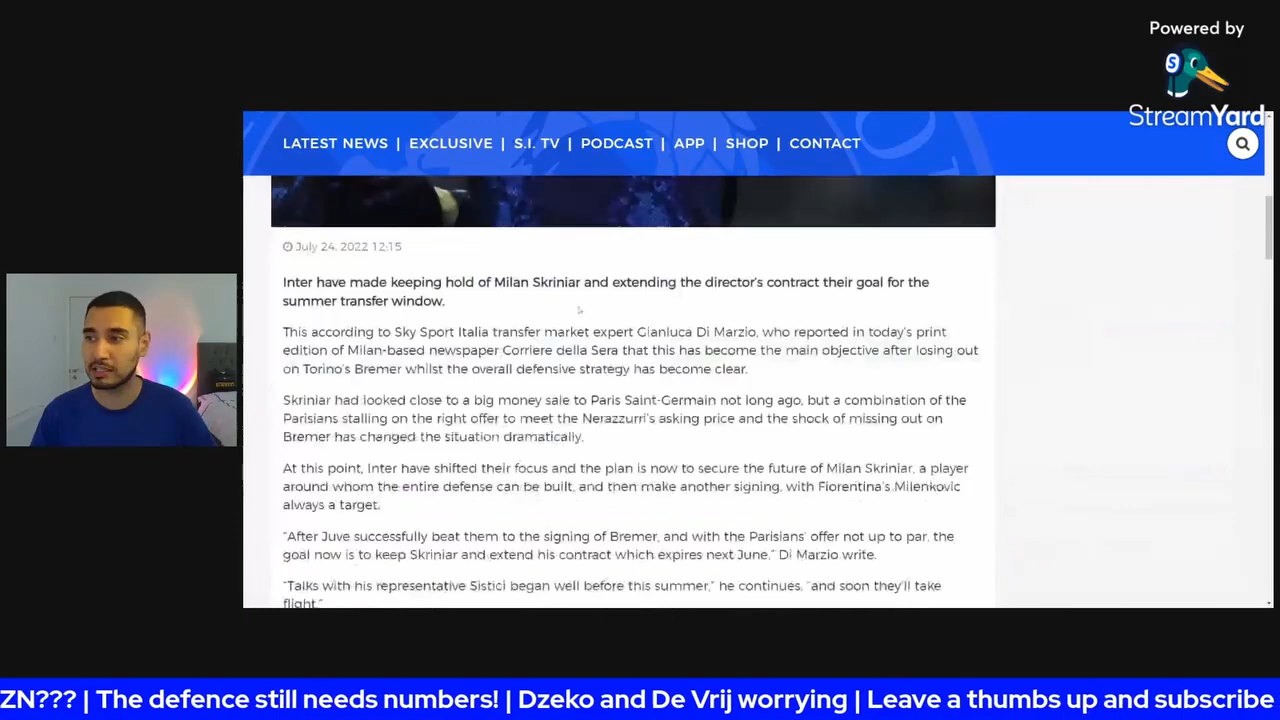 Powered by
StreamYard
LATEST NEWS | EXCLUSIVE | S.I. TV | PODCAST | APP | SHOP | CONTACT
July 24, 2022 12:15
Inter have made keeping hold of Milan Skriniar and extending the director's contract their goal for the
summer transfer window.
This according to Sky Sport Italia transfer market expert Gianluca Di Marzio, who reported in today's print
edition of Milan-based newspaper Corriere della Sera that this has become the main objective after losing out
on Torino's Bremer whilst the overall defensive strategy has become clear.
Skriniar had looked close to a big money sale to Paris Saint-Germain not long ago, but a combination of the
Parisians stalling on the right offer to meet the Nerazzurri's asking price and the shock of missing out on
Bremer has changed the situation dramatically.
At this point, Inter have shifted their focus and the plan is now to secure the future of Milan Skriniar, a player
around whom the entire defense can be built, and then make another signing, with Fiorentina's Milenkovic
always a target.
"After Juve successfully beat them to the signing of Bremer, and with the Parisians' offer not up to par, the
goal now is to keep Skriniar and extend his contract which expires next June," Di Marzio write.
"Talks with his representative Sistici began well before this summer," he continues, "and soon they'll take
flight."
ZN??? | The defence still needs numbers! | Dzeko and De Vrij worrying | Leave a thumbs up and subscribe